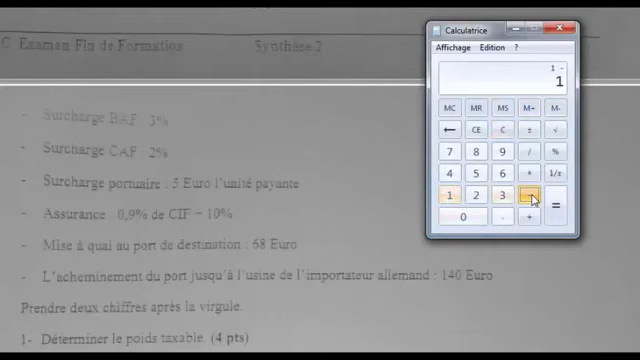 C Examen Fin de Formation Synthèse 2
- Surcharge BAF : 3%
- Surcharge CAF : 2%
- Surcharge portuaire : 5 Euro l'unité payante
- Assurance : 0,9% de CIF + 10%
- Mise à quai au port de destination : 68 Euro
- L'acheminement du port jusqu'à l'usine de l'importateur allemand : 140 Euro
Prendre deux chiffres après la virgule.
1- Déterminer le poids taxable. (4 pts)
Calculatrice
Affichage Edition ?
1 -
1
MC MR MS M+ M-
← CE C ± √
7 8 9 / %
4 5 6 * 1/x
1 2 3 - =
0 . +